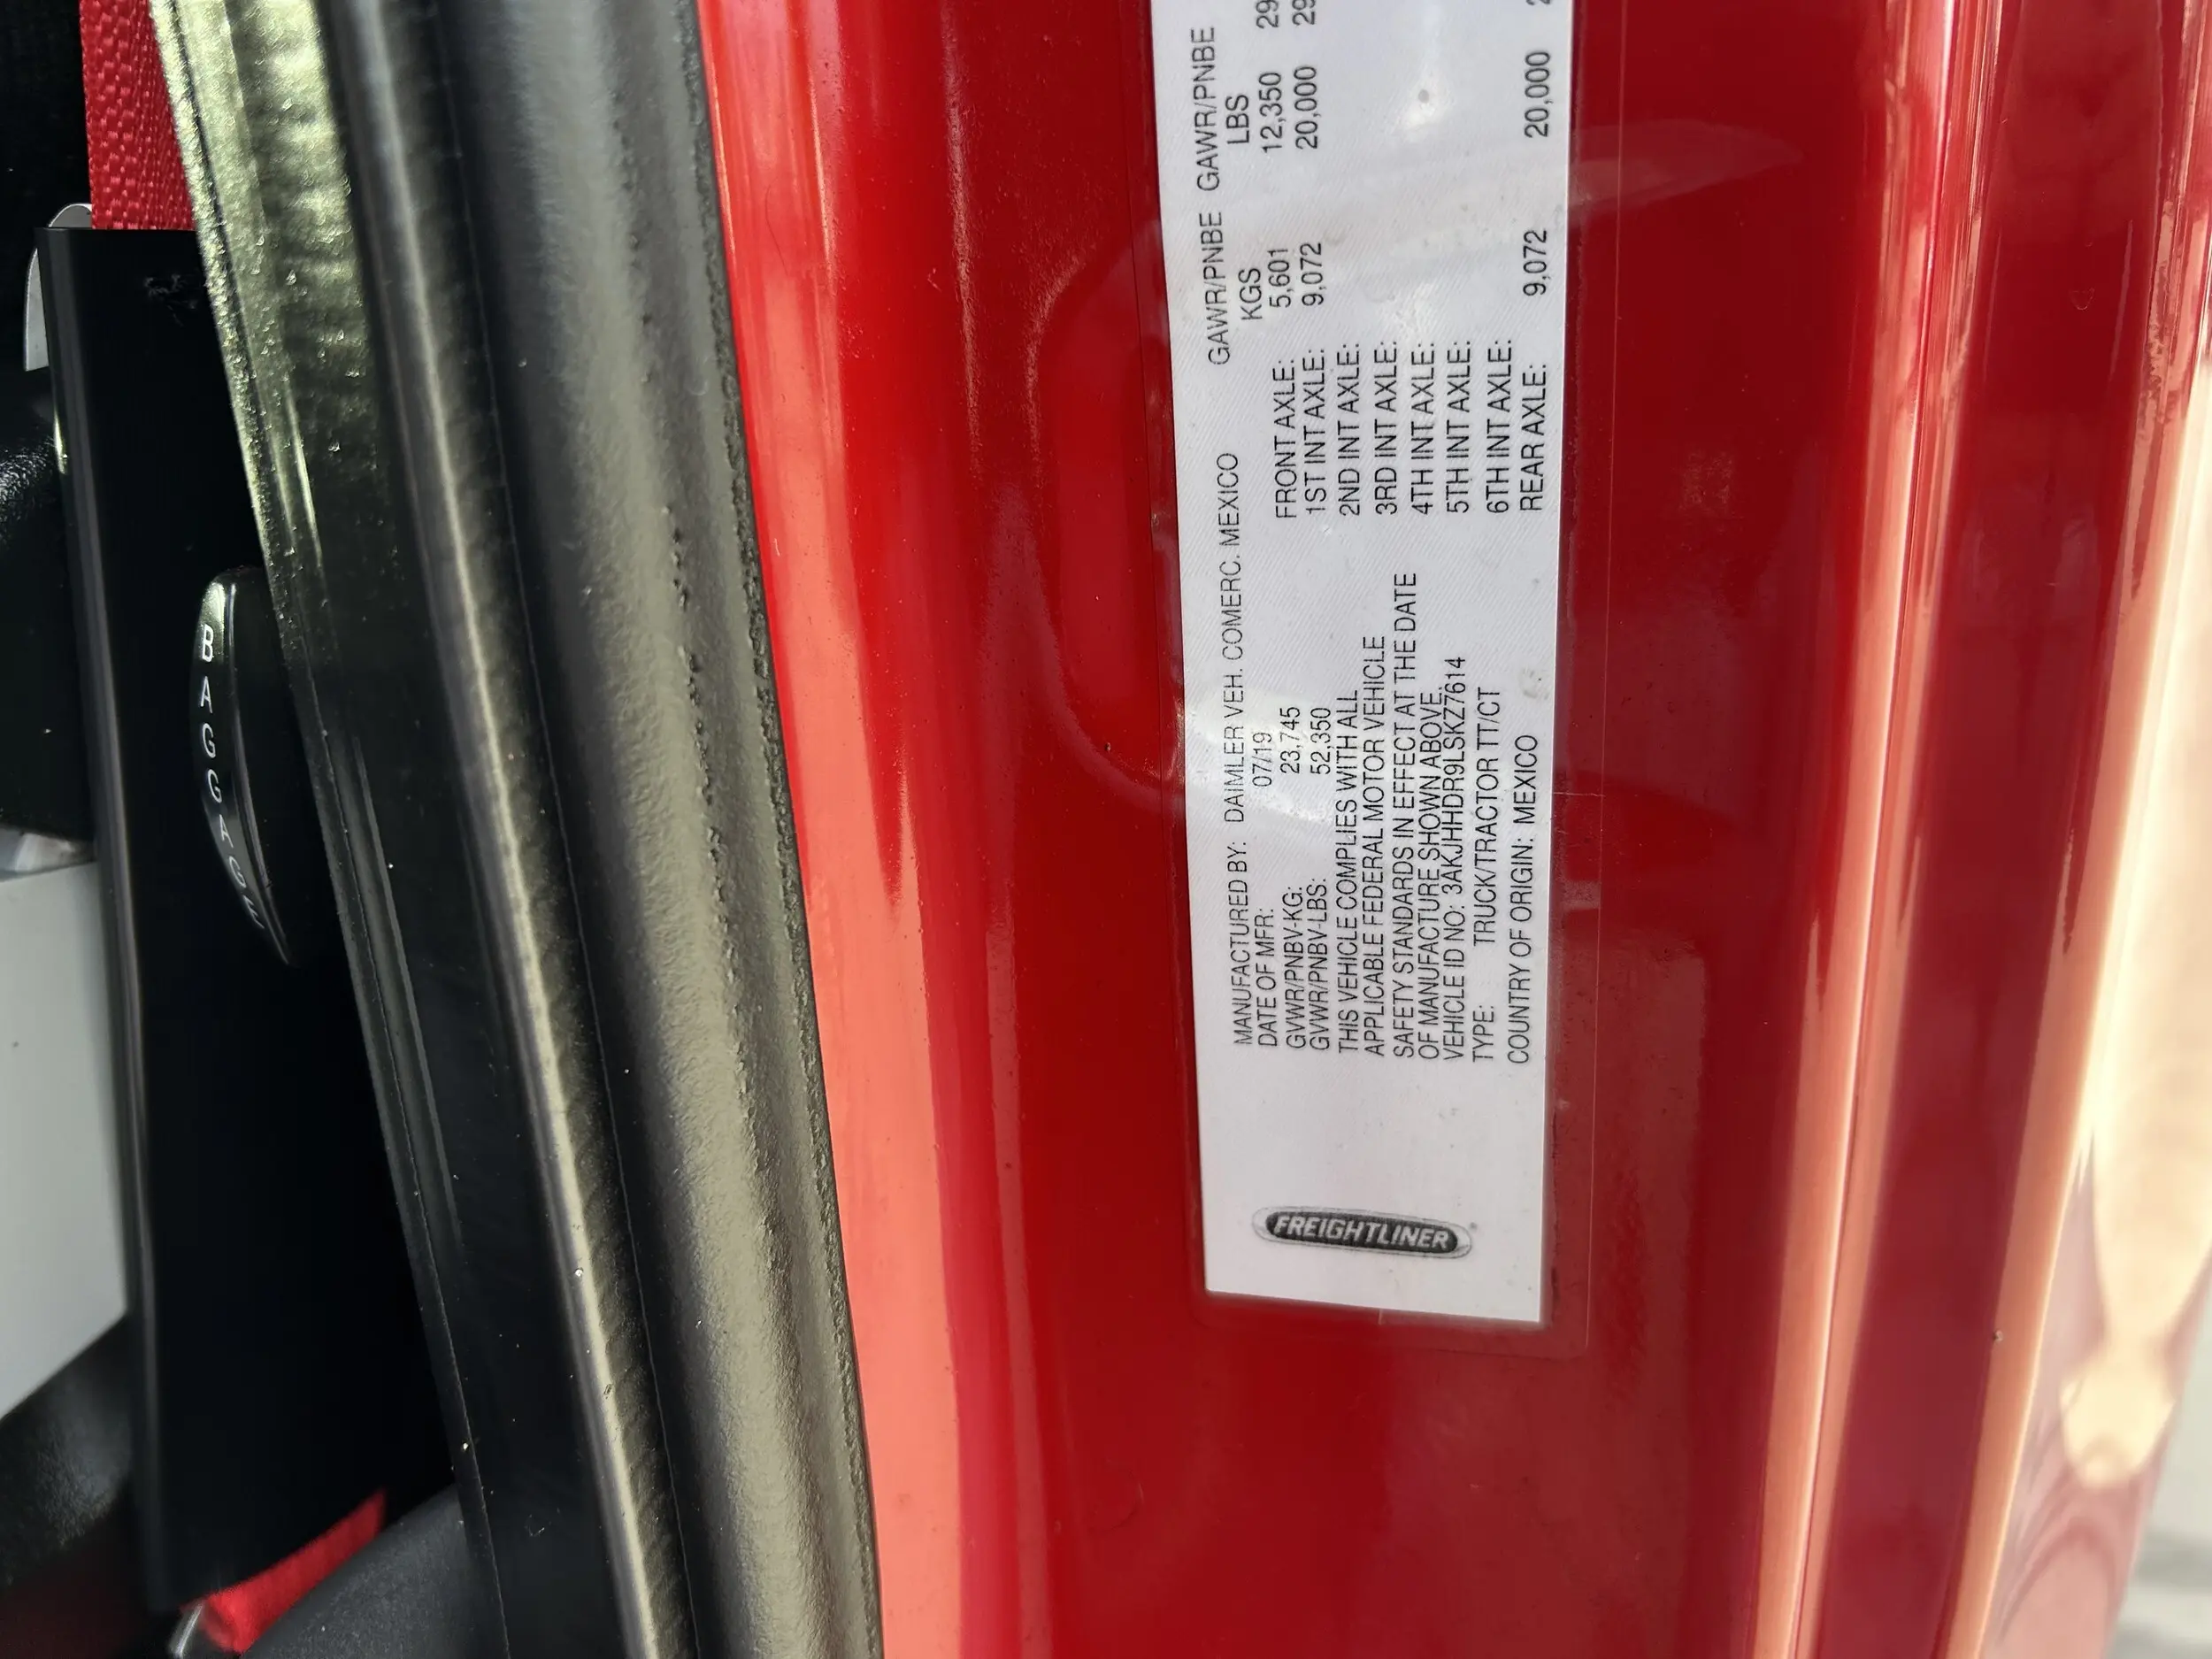 FREIGHTLINER
MANUFACTURED BY: DAIMLER VEH. COMERC. MEXICO
DATE OF MFR: 07/19
GVWR/PNBV-KG: 23,745
GVWR/PNBV-LBS: 52,350
THIS VEHICLE COMPLIES WITH ALL
APPLICABLE FEDERAL MOTOR VEHICLE
SAFETY STANDARDS IN EFFECT AT THE DATE
OF MANUFACTURE SHOWN ABOVE.
VEHICLE ID NO: 3AKJHHDR9LSKZ7614
TYPE: TRUCK/TRACTOR TT/CT
COUNTRY OF ORIGIN: MEXICO
GAWR/PNBE GAWR/PNBE
KGS LBS
FRONT AXLE: 5,601 12,350 29
1ST INT AXLE: 9,072 20,000 29
2ND INT AXLE:
3RD INT AXLE:
4TH INT AXLE:
5TH INT AXLE:
6TH INT AXLE:
REAR AXLE: 9,072 20,000
BAGGAGE